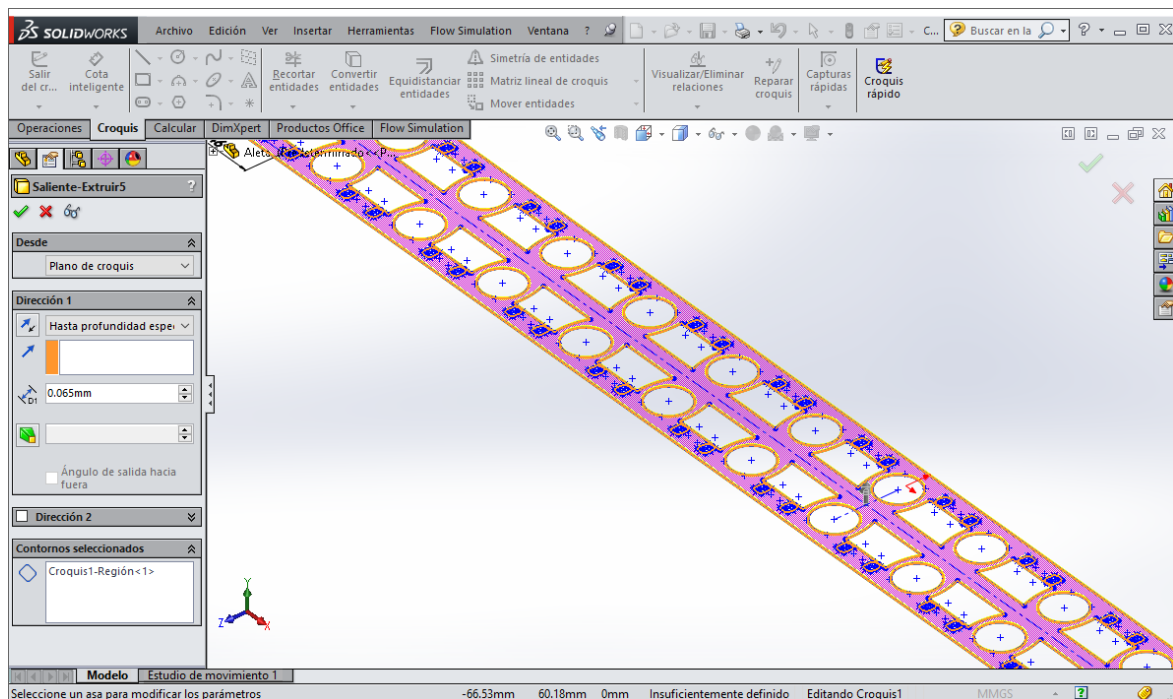 SOLIDWORKS
Archivo Edición Ver Insertar Herramientas Flow Simulation Ventana ? C... Buscar en la ?
Salir del cr...
Cota inteligente
Recortar entidades
Convertir entidades
Equidistanciar entidades
Simetría de entidades
Matriz lineal de croquis
Mover entidades
Visualizar/Eliminar relaciones
Reparar croquis
Capturas rápidas
Croquis rápido
Operaciones Croquis Calcular DimXpert Productos Office Flow Simulation
Saliente-Extruir5 ?
Desde
Plano de croquis
Dirección 1
Hasta profundidad espe
D1 0.065mm
Ángulo de salida hacia
fuera
Dirección 2
Contornos seleccionados
Croquis1-Región<1>
Y
Z X
Modelo Estudio de movimiento 1
Seleccione un asa para modificar los parámetros -66.53mm 60.18mm 0mm Insuficientemente definido Editando Croquis1 MMGS ?